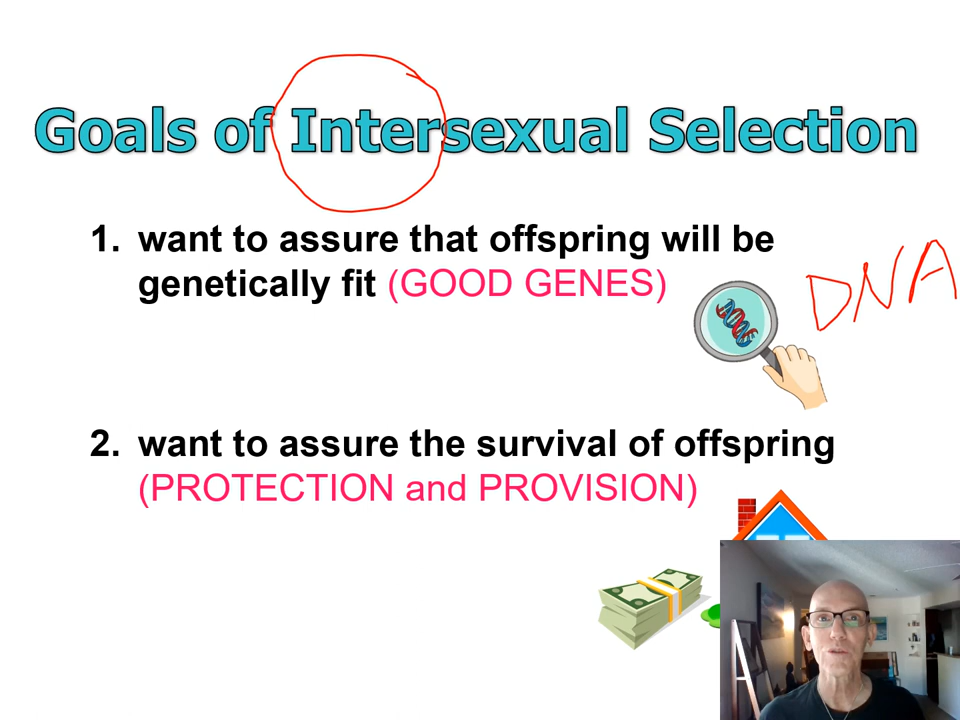 Goals of Intersexual Selection
1. want to assure that offspring will be
genetically fit (GOOD GENES)
DNA
2. want to assure the survival of offspring
(PROTECTION and PROVISION)